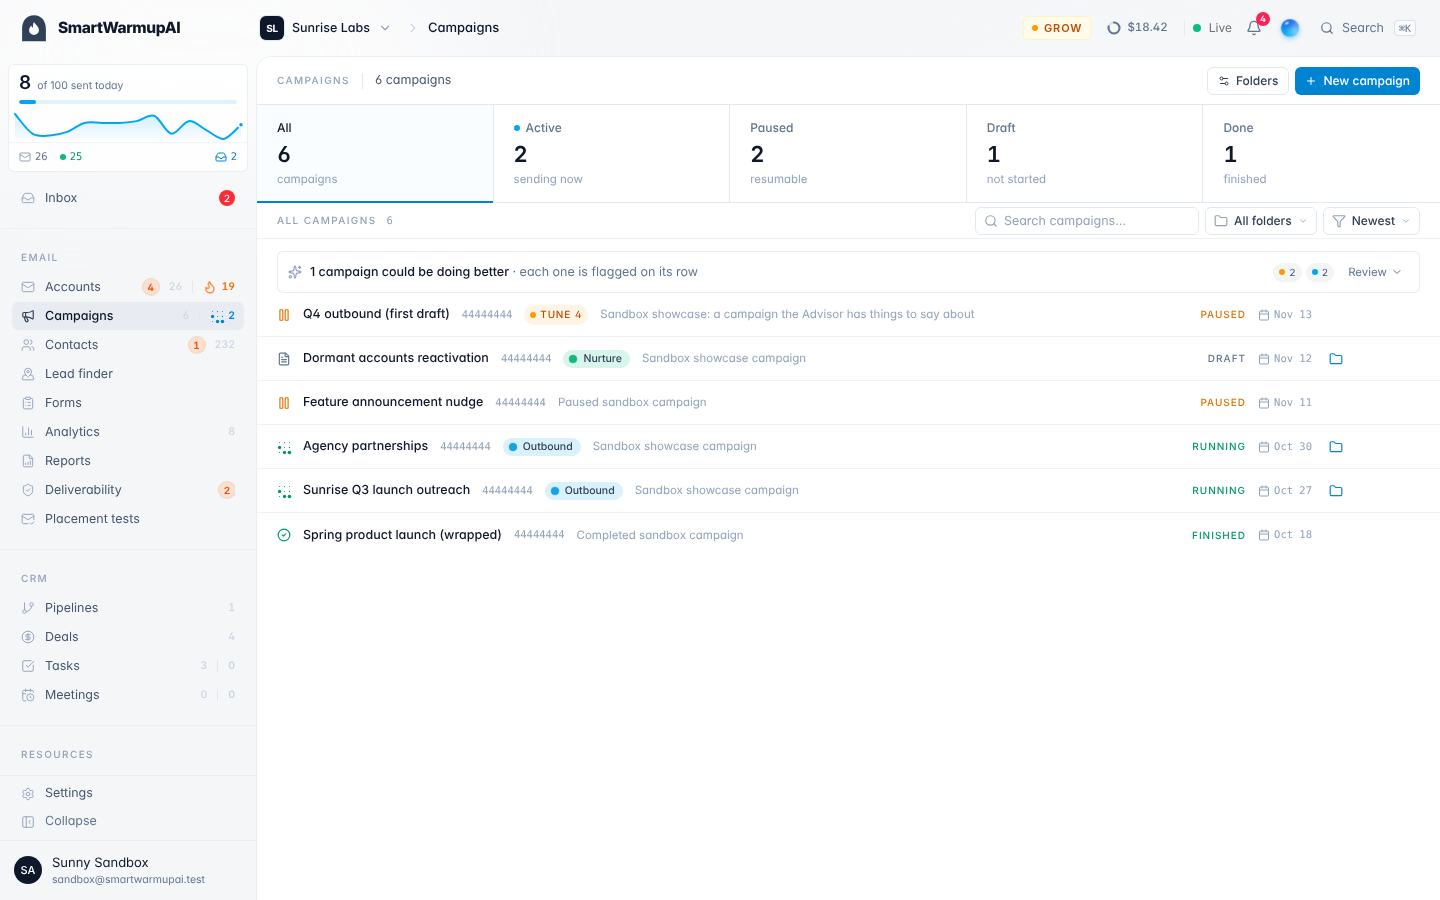 SmartWarmupAI
SL Sunrise Labs Campaigns
GROW $18.42 Live 4 Search ⌘K
8 of 100 sent today
26 25 2
Inbox 2
EMAIL
Accounts 4 26 19
Campaigns 6 2
Contacts 1 232
Lead finder
Forms
Analytics 8
Reports
Deliverability 2
Placement tests
CRM
Pipelines 1
Deals 4
Tasks 3 0
Meetings 0 0
RESOURCES
Settings
Collapse
SA Sunny Sandbox
sandbox@smartwarmupai.test
CAMPAIGNS 6 campaigns
Folders + New campaign
All
6
campaigns
Active
2
sending now
Paused
2
resumable
Draft
1
not started
Done
1
finished
ALL CAMPAIGNS 6
Search campaigns... All folders Newest
1 campaign could be doing better · each one is flagged on its row 2 2 Review
Q4 outbound (first draft) 44444444 TUNE 4 Sandbox showcase: a campaign the Advisor has things to say about PAUSED Nov 13
Dormant accounts reactivation 44444444 Nurture Sandbox showcase campaign DRAFT Nov 12
Feature announcement nudge 44444444 Paused sandbox campaign PAUSED Nov 11
Agency partnerships 44444444 Outbound Sandbox showcase campaign RUNNING Oct 30
Sunrise Q3 launch outreach 44444444 Outbound Sandbox showcase campaign RUNNING Oct 27
Spring product launch (wrapped) 44444444 Completed sandbox campaign FINISHED Oct 18